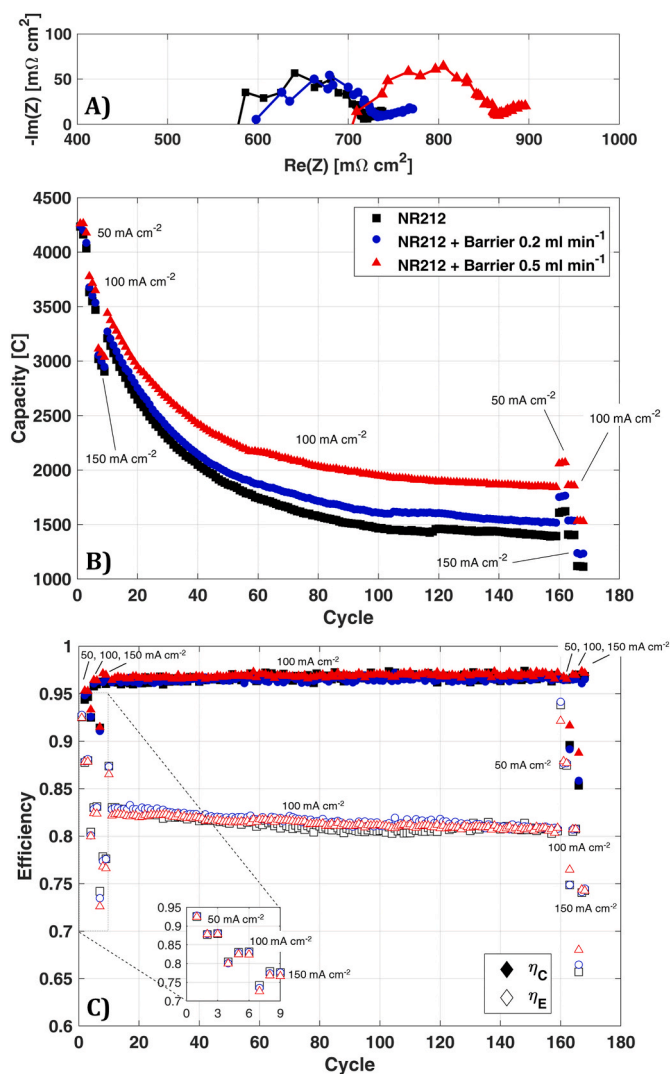 100
50
0
-Im(Z) [mΩ cm²]
A)
400
500
600
700
800
900
1000
Re(Z) [mΩ cm²]
4500
4000
3500
3000
2500
2000
1500
1000
Capacity [C]
50 mA cm⁻²
100 mA cm⁻²
150 mA cm⁻²
NR212
NR212 + Barrier 0.2 ml min⁻¹
NR212 + Barrier 0.5 ml min⁻¹
50 mA cm⁻²
100 mA cm⁻²
100 mA cm⁻²
150 mA cm⁻²
B)
0
20
40
60
80
100
120
140
160
180
Cycle
1
0.95
0.9
0.85
0.8
0.75
0.7
0.65
0.6
Efficiency
50, 100, 150 mA cm⁻²
100 mA cm⁻²
50, 100, 150 mA cm⁻²
50 mA cm⁻²
100 mA cm⁻²
100 mA cm⁻²
150 mA cm⁻²
0.95
0.9
0.85
0.8
0.75
0.7
50 mA cm⁻²
100 mA cm⁻²
150 mA cm⁻²
0
3
6
9
ηC
ηE
C)
0
20
40
60
80
100
120
140
160
180
Cycle